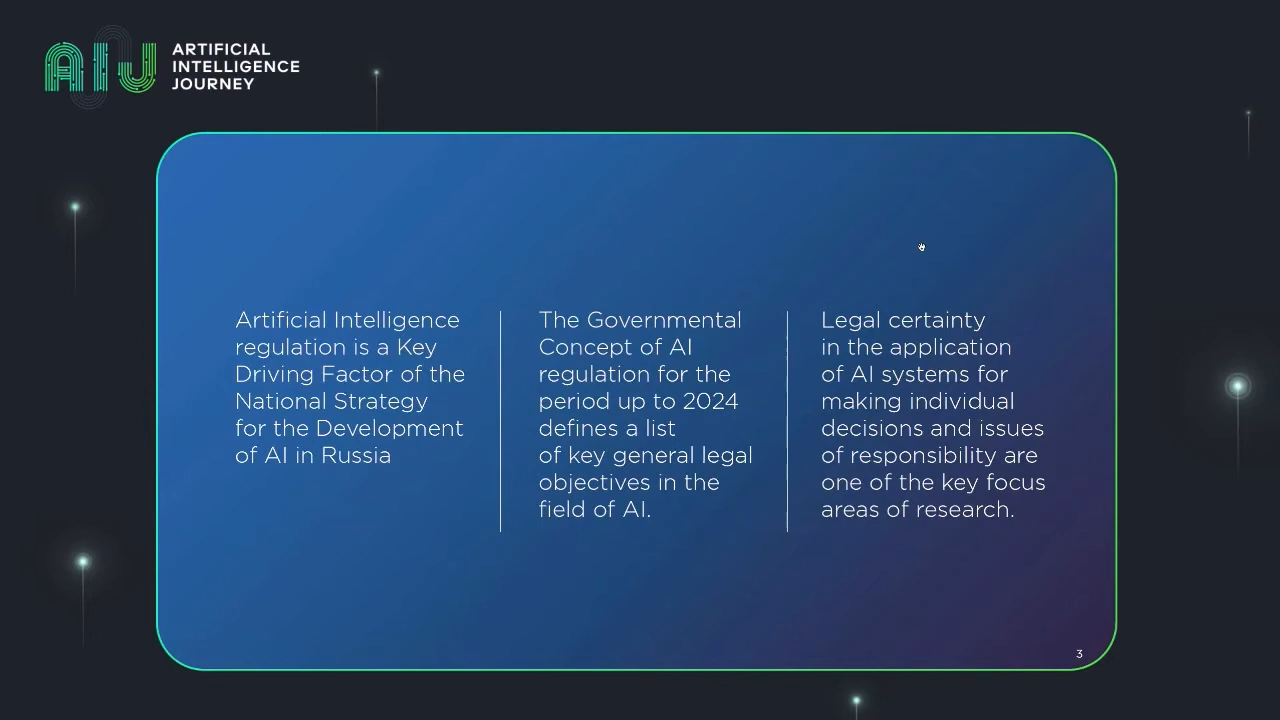 AIJ
ARTIFICIAL
INTELLIGENCE
JOURNEY
Artificial Intelligence
regulation is a Key
Driving Factor of the
National Strategy
for the Development
of AI in Russia
The Governmental
Concept of AI
regulation for the
period up to 2024
defines a list
of key general legal
objectives in the
field of AI.
Legal certainty
in the application
of AI systems for
making individual
decisions and issues
of responsibility are
one of the key focus
areas of research.
3